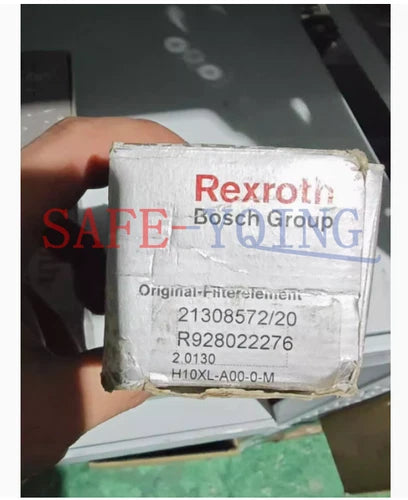 Rexroth
Bosch Group
SAFE-YQING
Original-Filterelement
21308572/20
R928022276
2.0130
H10XL-A00-0-M